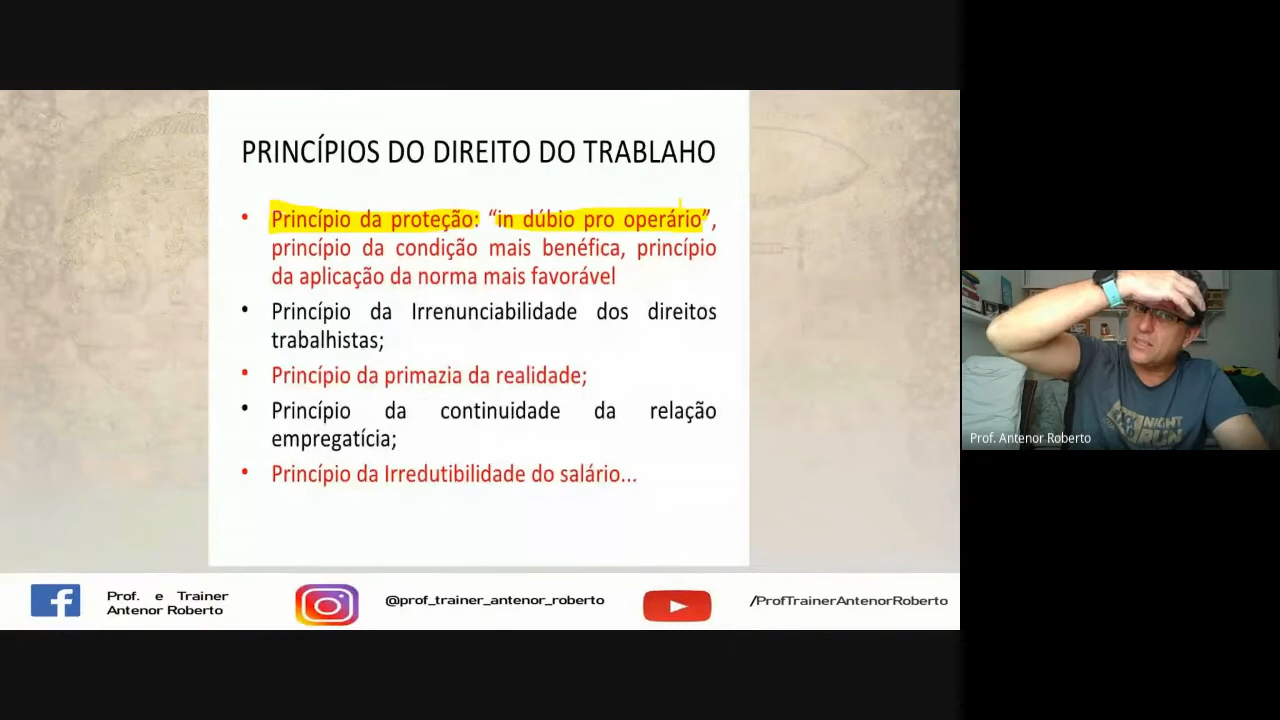 PRINCÍPIOS DO DIREITO DO TRABLAHO
• Princípio da proteção: “in dúbio pro operário”,
princípio da condição mais benéfica, princípio
da aplicação da norma mais favorável
• Princípio da Irrenunciabilidade dos direitos
trabalhistas;
• Princípio da primazia da realidade;
• Princípio da continuidade da relação
empregatícia;
• Princípio da Irredutibilidade do salário...
Prof. e Trainer
Antenor Roberto
@prof_trainer_antenor_roberto
/ProfTrainerAntenorRoberto
NIGHT
RUN
Prof. Antenor Roberto